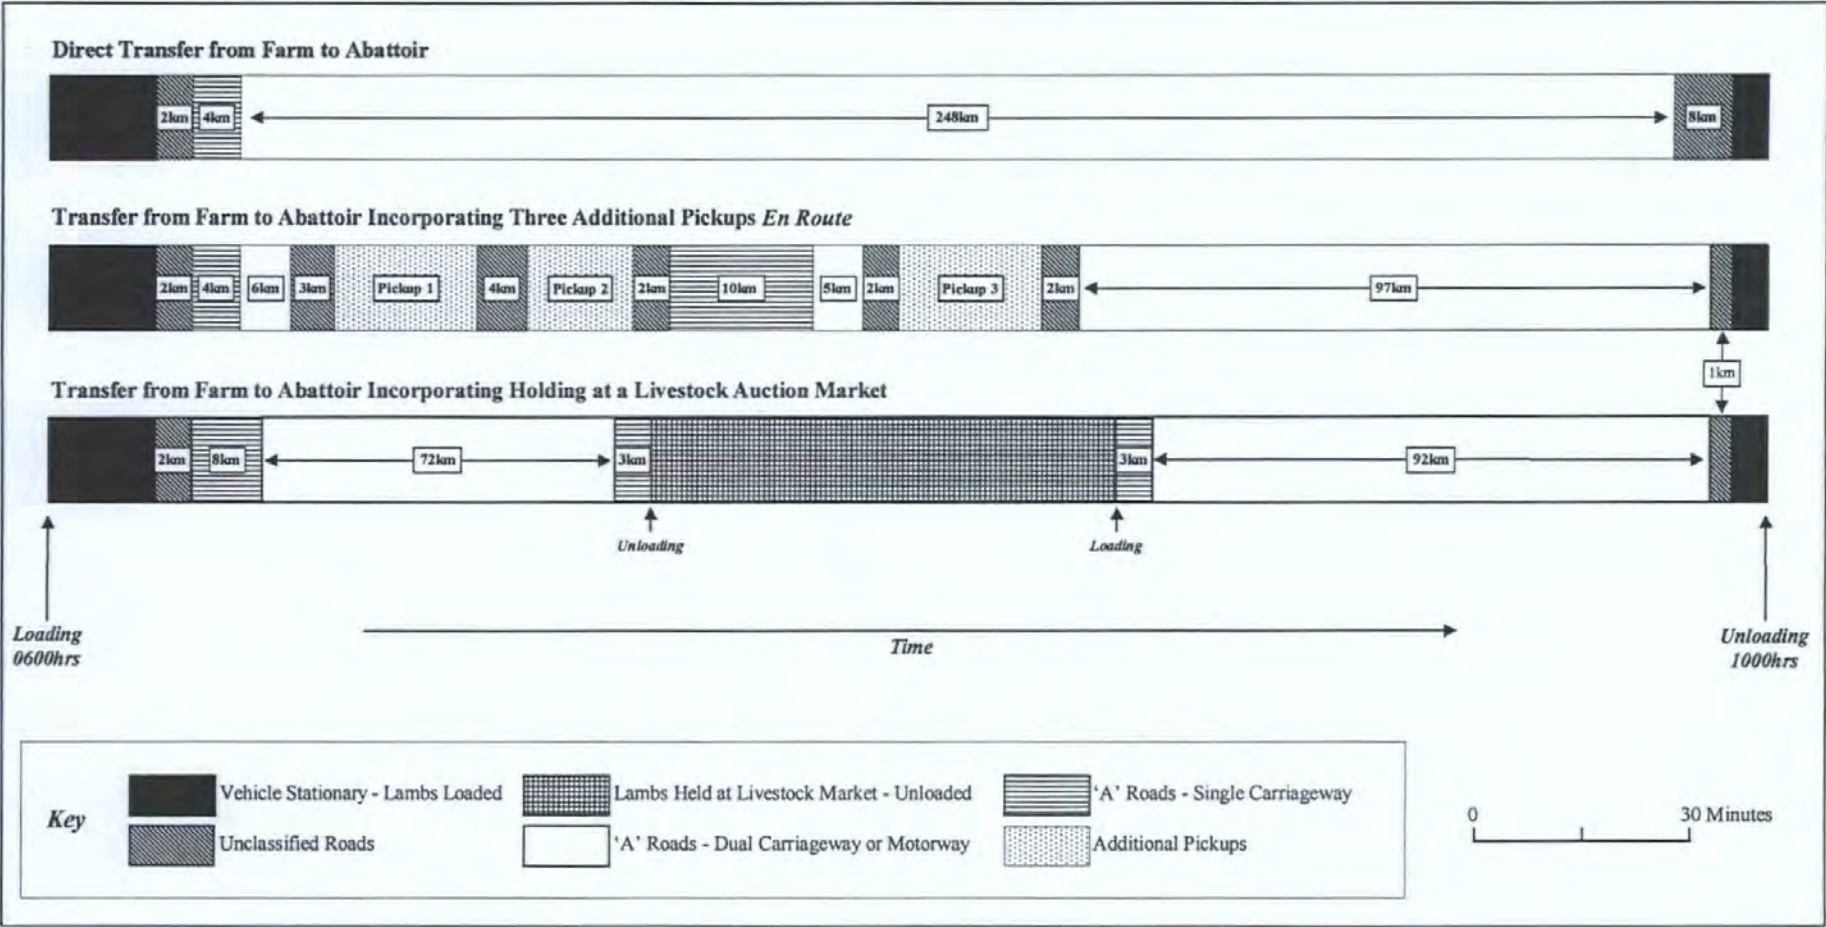 Direct Transfer from Farm to Abattoir
2km 4km 248km 8km
Transfer from Farm to Abattoir Incorporating Three Additional Pickups En Route
2km 4km 6km 3km Pickup 1 4km Pickup 2 2km 10km 5km 2km Pickup 3 2km 97km
1km
Transfer from Farm to Abattoir Incorporating Holding at a Livestock Auction Market
2km 8km 72km 3km 3km 92km
Unloading Loading
Loading
0600hrs
Time
Unloading
1000hrs
Key
Vehicle Stationary - Lambs Loaded
Lambs Held at Livestock Market - Unloaded
'A' Roads - Single Carriageway
Unclassified Roads
'A' Roads - Dual Carriageway or Motorway
Additional Pickups
0 30 Minutes